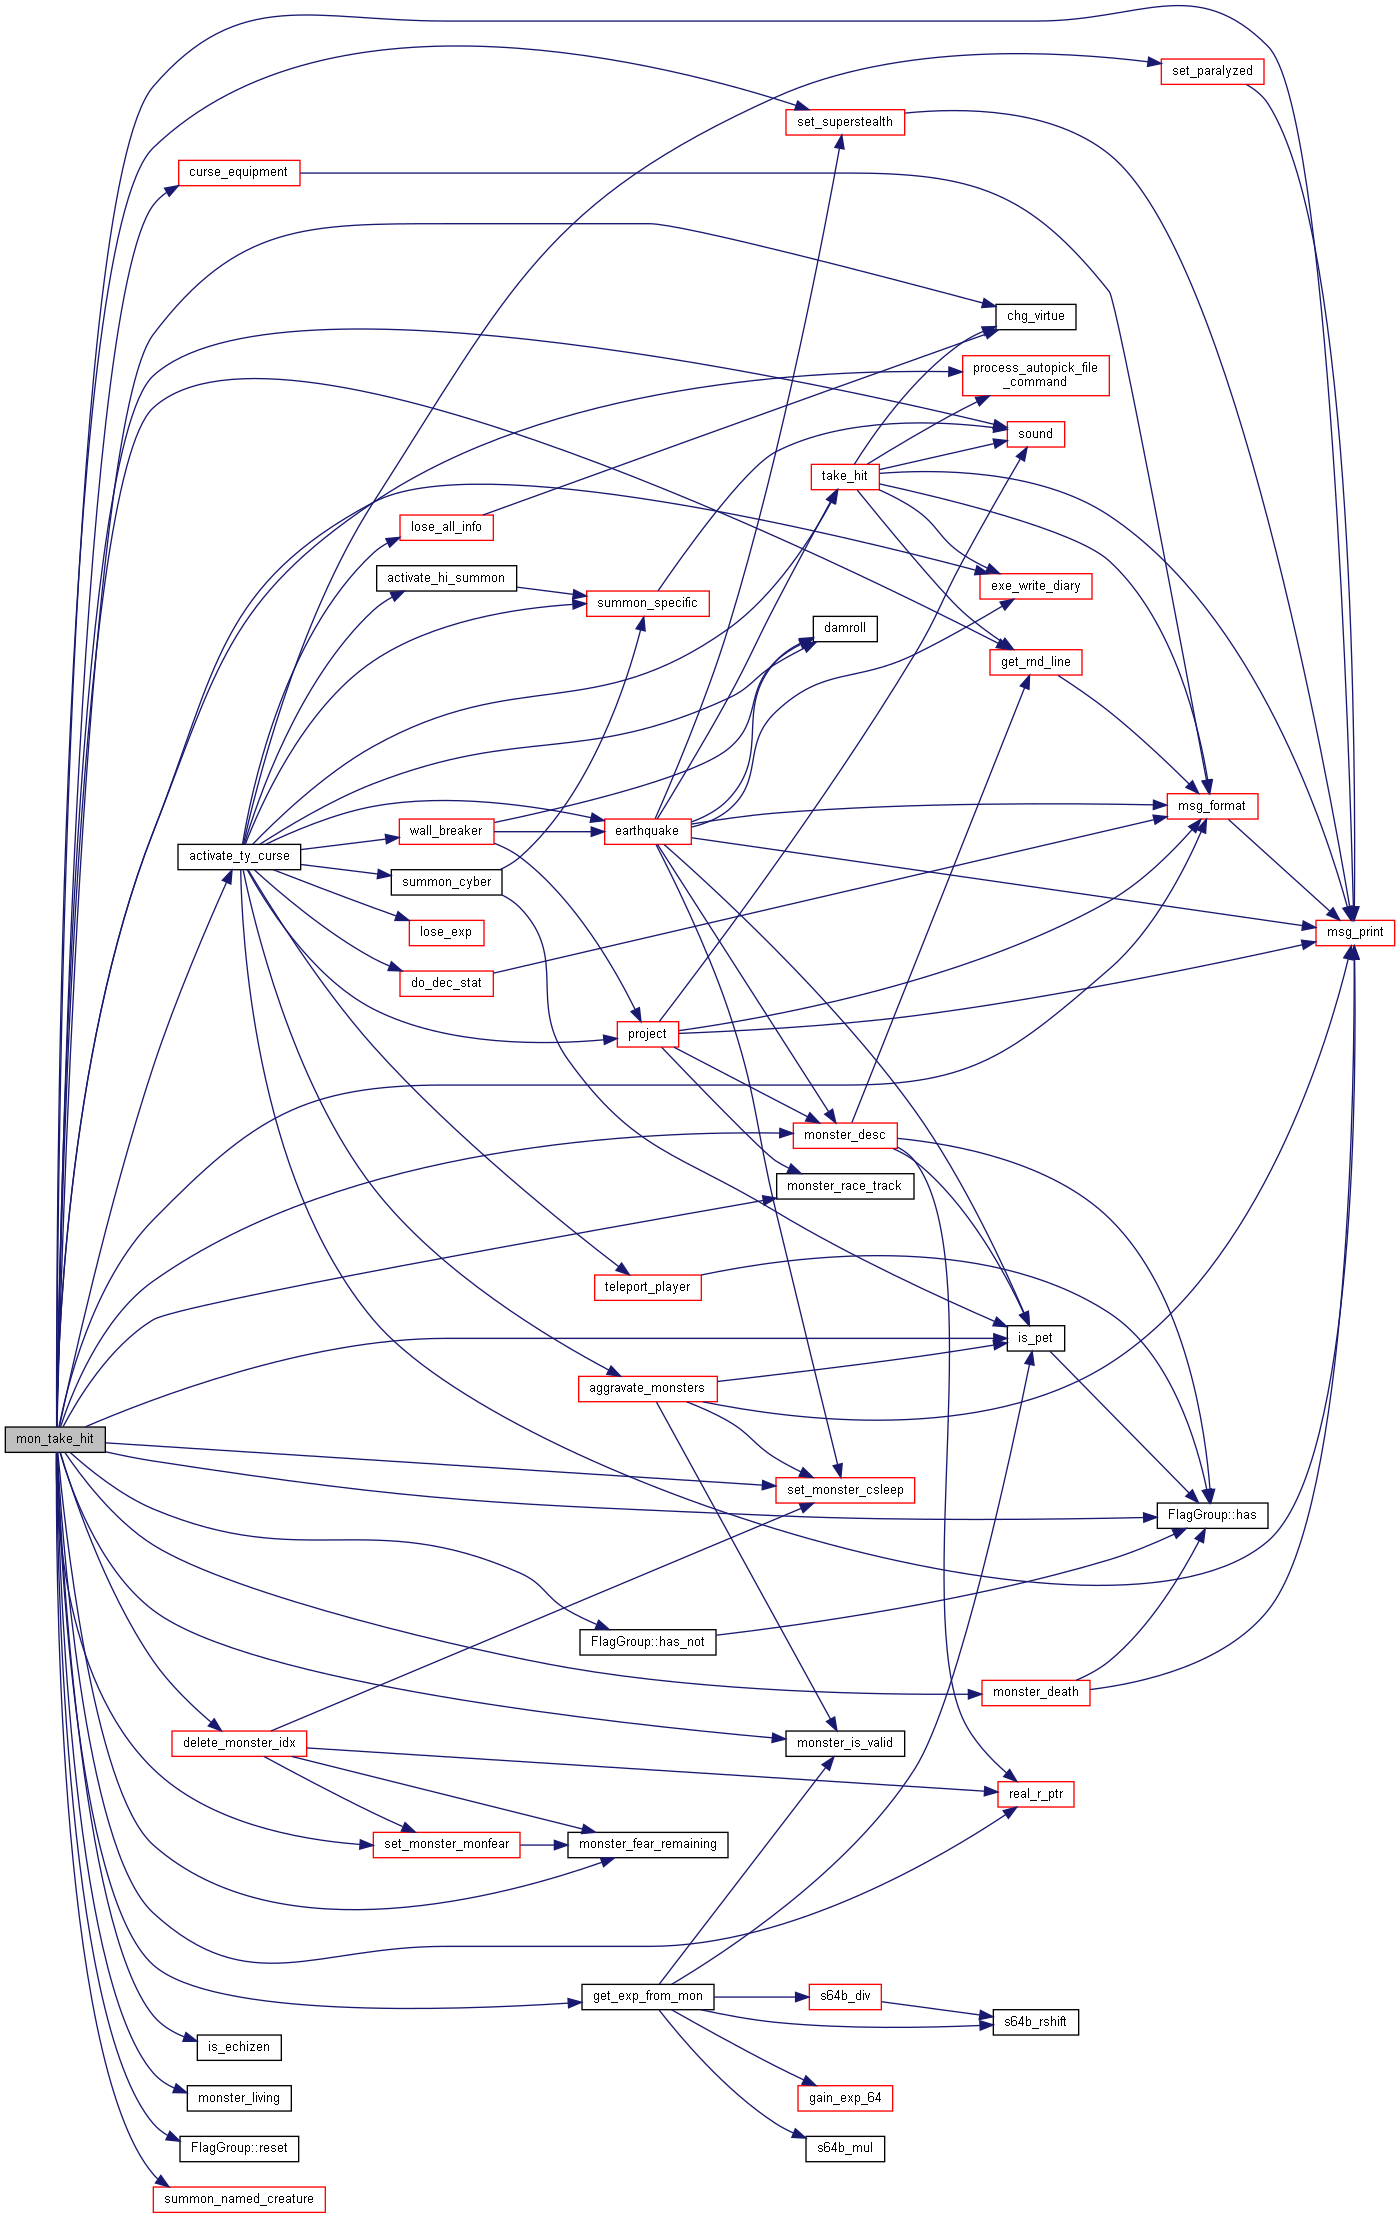 set_paralyzed
set_superstealth
curse_equipment
chg_virtue
process_autopick_file
_command
sound
take_hit
lose_all_info
activate_hi_summon
exe_write_diary
summon_specific
damroll
get_rnd_line
msg_format
wall_breaker
earthquake
activate_ty_curse
summon_cyber
lose_exp
msg_print
do_dec_stat
project
monster_desc
monster_race_track
teleport_player
is_pet
aggravate_monsters
mon_take_hit
set_monster_csleep
FlagGroup::has
FlagGroup::has_not
monster_death
delete_monster_idx
monster_is_valid
real_r_ptr
set_monster_monfear
monster_fear_remaining
get_exp_from_mon
s64b_div
s64b_rshift
is_echizen
monster_living
gain_exp_64
FlagGroup::reset
s64b_mul
summon_named_creature